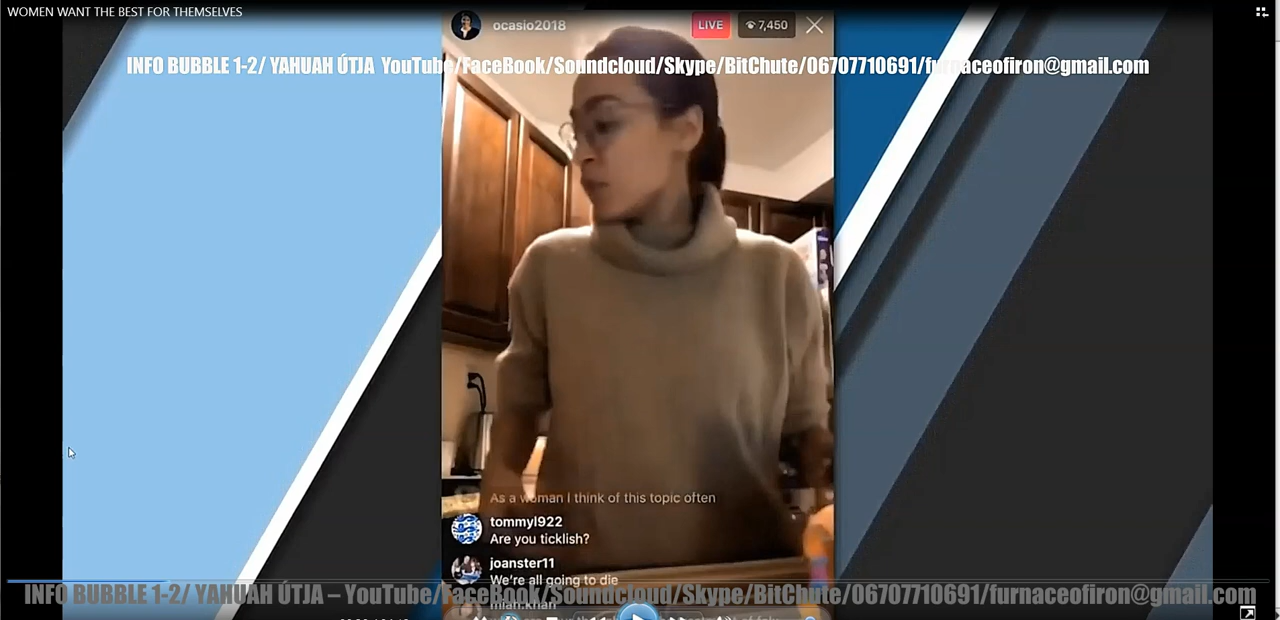 WOMEN WANT THE BEST FOR THEMSELVES
ocasio2018
LIVE
7,450
INFO BUBBLE 1-2/ YAHUAH ÚTJA YouTube/FaceBook/Soundcloud/Skype/BitChute/06707710691/furnaceofiron@gmail.com
As a woman I think of this topic often
tommyl922
Are you ticklish?
joanster11
We're all going to die
INFO BUBBLE 1-2/ YAHUAH ÚTJA – YouTube/FaceBook/Soundcloud/Skype/BitChute/06707710691/furnaceofiron@gmail.com
mian.khan